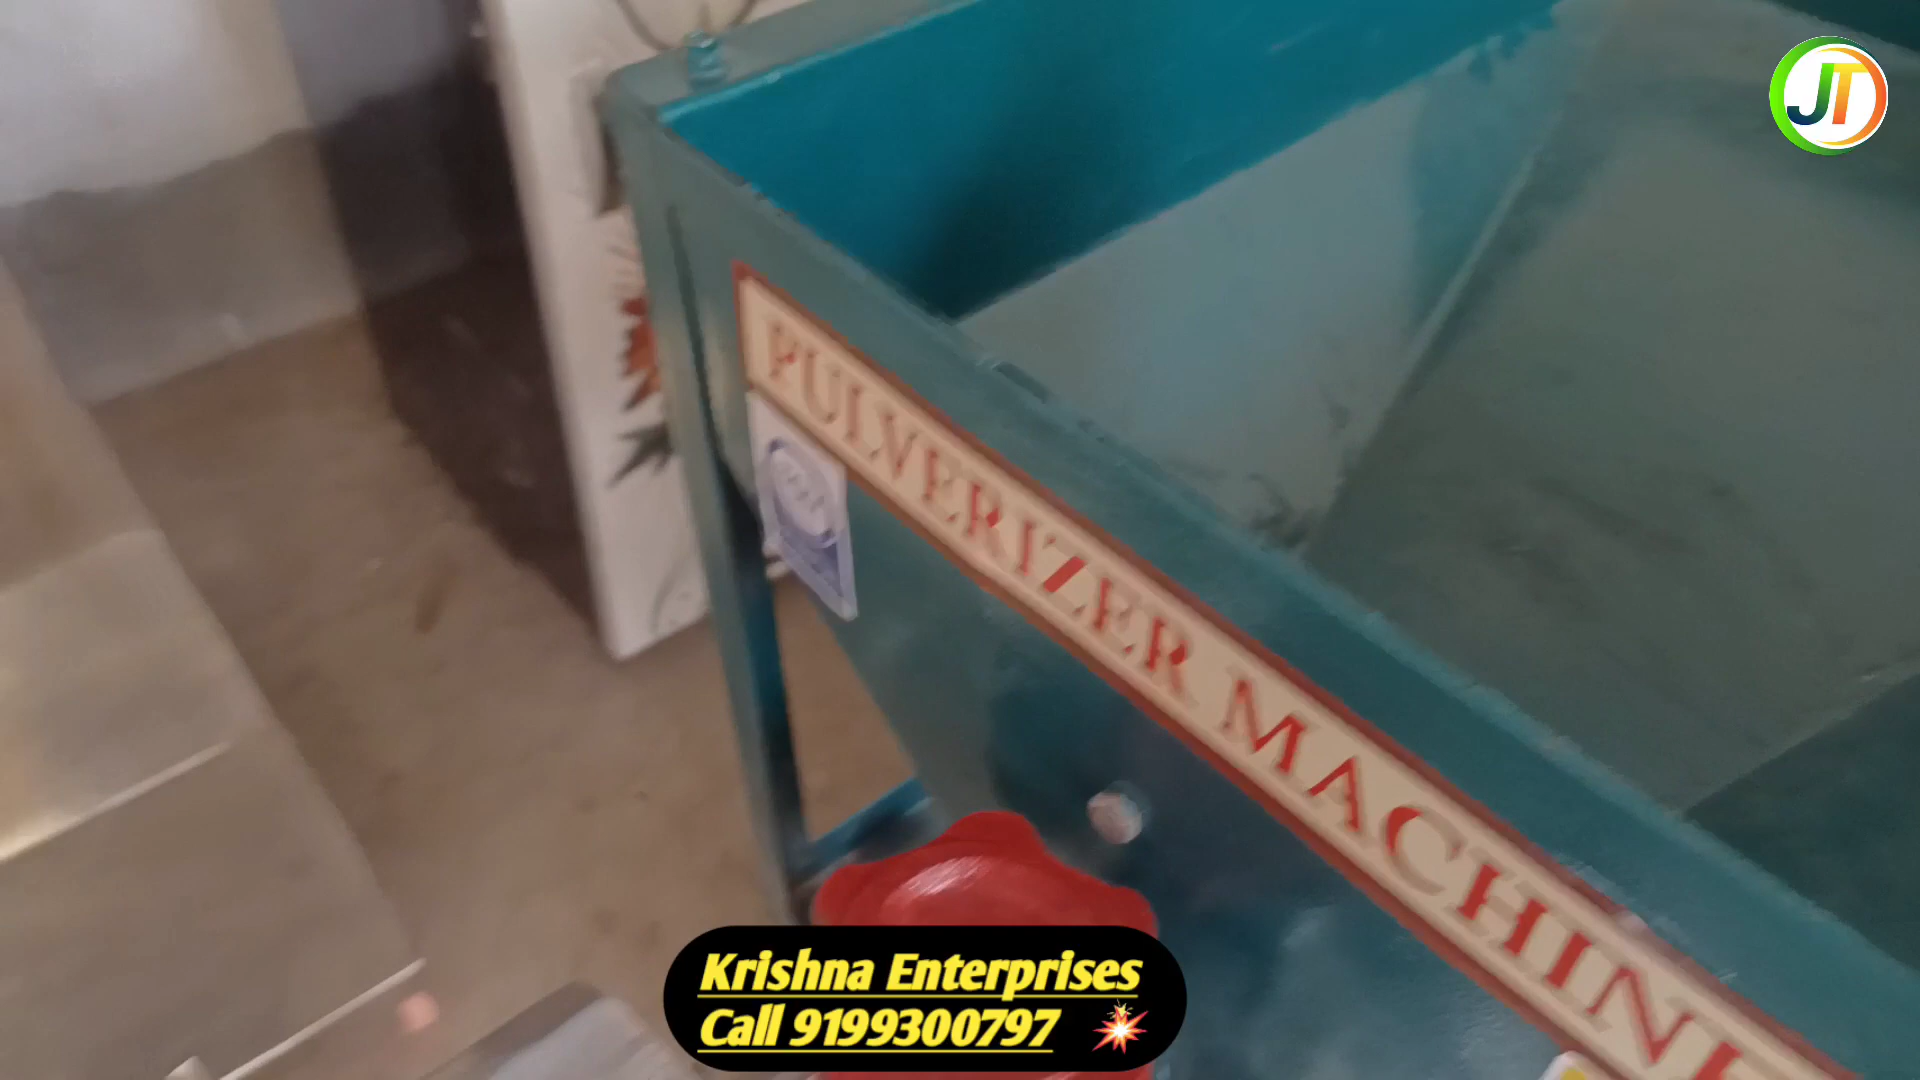 JT
PULVERIZER MACHINE
Krishna Enterprises
Call 9199300797